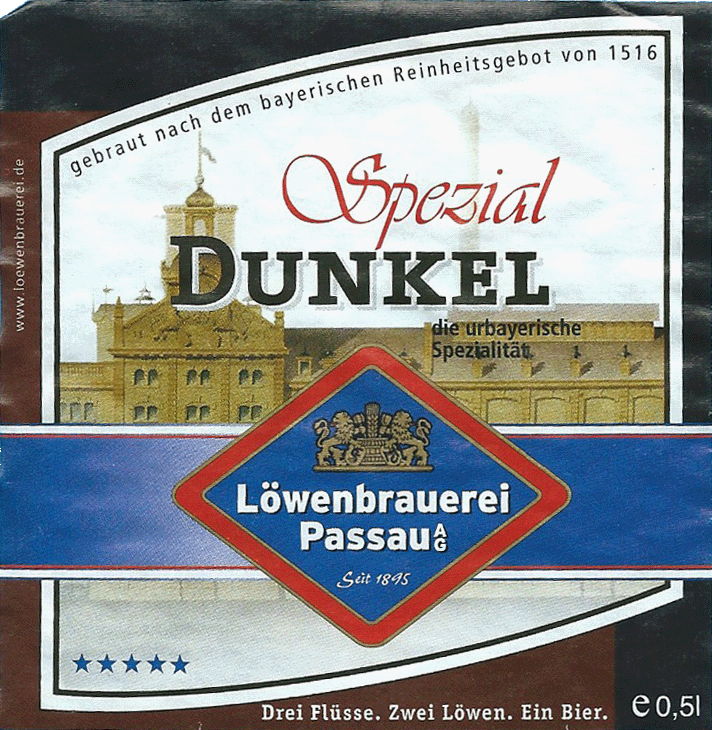 gebraut nach dem bayerischen Reinheitsgebot von 1516
www.loewenbrauerei.de
Spezial
DUNKEL
die urbayerische
Spezialität
Löwenbrauerei
Passau AG
Seit 1895
Drei Flüsse. Zwei Löwen. Ein Bier.
e 0,5l